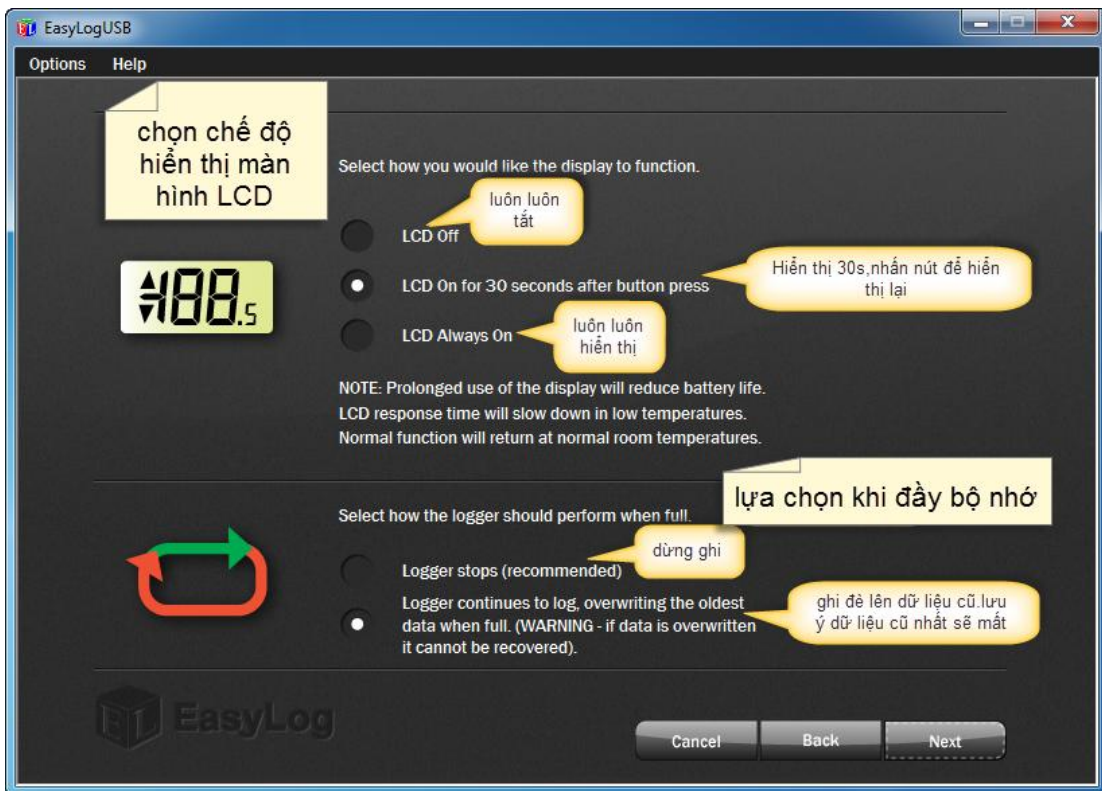 EasyLogUSB
Options Help
chọn chế độ
hiển thị màn
hình LCD
Select how you would like the display to function.
luôn luôn
tắt
LCD Off
188.5
LCD On for 30 seconds after button press
Hiển thị 30s,nhấn nút để hiển
thị lại
LCD Always On
luôn luôn
hiển thị
NOTE: Prolonged use of the display will reduce battery life.
LCD response time will slow down in low temperatures.
Normal function will return at normal room temperatures.
lựa chọn khi đầy bộ nhớ
Select how the logger should perform when full.
dừng ghi
Logger stops (recommended)
Logger continues to log, overwriting the oldest
data when full. (WARNING - if data is overwritten
it cannot be recovered).
ghi đè lên dữ liệu cũ.lưu
ý dữ liệu cũ nhất sẽ mất
EL EasyLog
Cancel Back Next